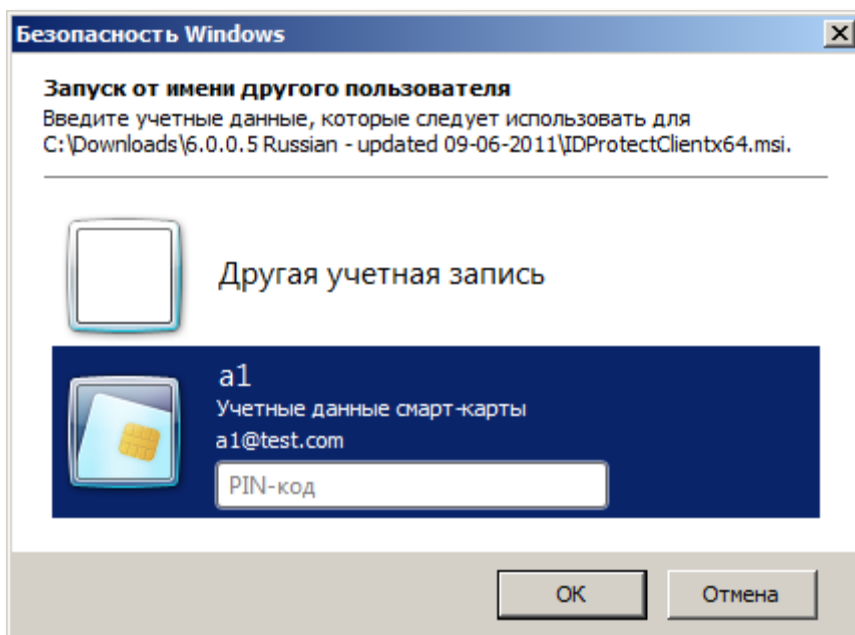 Безопасность Windows
Запуск от имени другого пользователя
Введите учетные данные, которые следует использовать для
C:\Downloads\6.0.0.5 Russian - updated 09-06-2011\IDProtectClientx64.msi.
Другая учетная запись
a1
Учетные данные смарт-карты
a1@test.com
PIN-код
ОК
Отмена